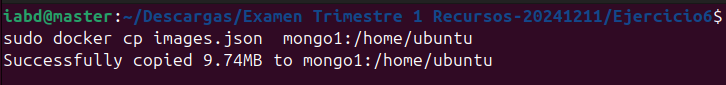 iabd@master:~/Descargas/Examen Trimestre 1 Recursos-20241211/Ejercicio6$
sudo docker cp images.json  mongo1:/home/ubuntu
Successfully copied 9.74MB to mongo1:/home/ubuntu